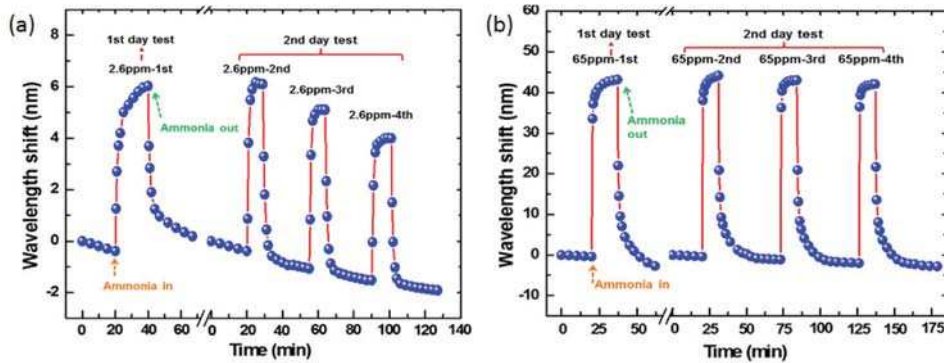 (a)
Wavelength shift (nm)
8
6
4
2
0
-2
1st day test
2.6ppm-1st
Ammonia out
Ammonia in
2nd day test
2.6ppm-2nd
2.6ppm-3rd
2.6ppm-4th
0 20 40 60 0 20 40 60 80 100 120 140
Time (min)
(b)
Wavelength shift (nm)
60
50
40
30
20
10
0
-10
1st day test
65ppm-1st
Ammonia
out
Ammonia in
2nd day test
65ppm-2nd 65ppm-3rd 65ppm-4th
0 25 50 0 25 50 75 100 125 150 175
Time (min)